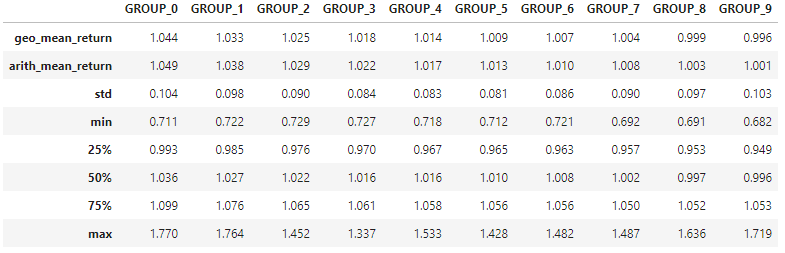 GROUP_0 GROUP_1 GROUP_2 GROUP_3 GROUP_4 GROUP_5 GROUP_6 GROUP_7 GROUP_8 GROUP_9
geo_mean_return 1.044 1.033 1.025 1.018 1.014 1.009 1.007 1.004 0.999 0.996
arith_mean_return 1.049 1.038 1.029 1.022 1.017 1.013 1.010 1.008 1.003 1.001
std 0.104 0.098 0.090 0.084 0.083 0.081 0.086 0.090 0.097 0.103
min 0.711 0.722 0.729 0.727 0.718 0.712 0.721 0.692 0.691 0.682
25% 0.993 0.985 0.976 0.970 0.967 0.965 0.963 0.957 0.953 0.949
50% 1.036 1.027 1.022 1.016 1.016 1.010 1.008 1.002 0.997 0.996
75% 1.099 1.076 1.065 1.061 1.058 1.056 1.056 1.050 1.052 1.053
max 1.770 1.764 1.452 1.337 1.533 1.428 1.482 1.487 1.636 1.719